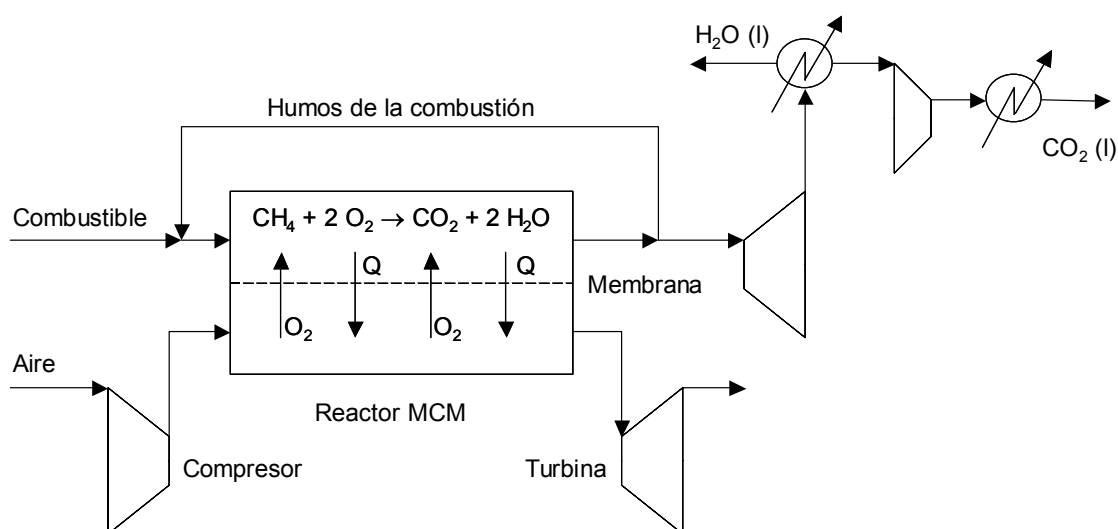 H₂O (l)
CO₂ (l)
Humos de la combustión
Combustible
CH₄ + 2 O₂ → CO₂ + 2 H₂O
Q
Q
Membrana
O₂
O₂
Aire
Reactor MCM
Compresor
Turbina